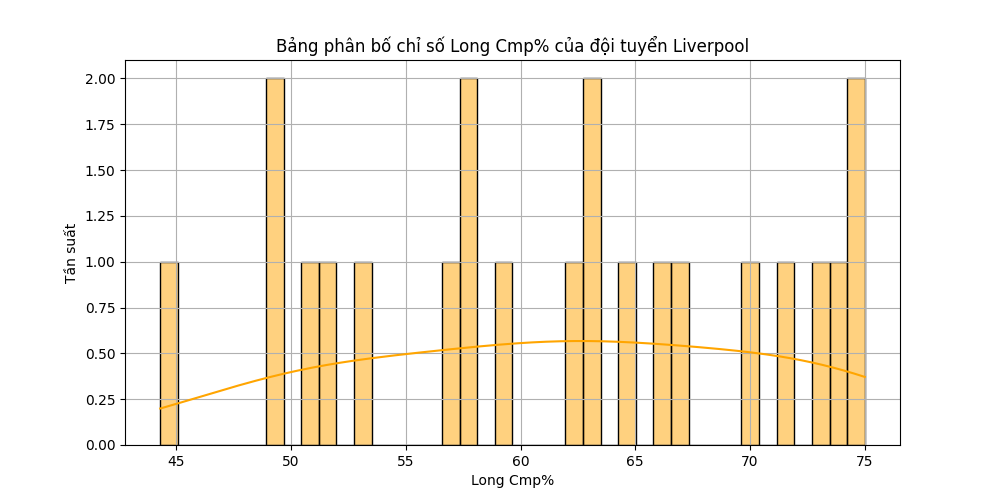 Bảng phân bố chỉ số Long Cmp% của đội tuyển Liverpool
Tần suất
2.00
1.75
1.50
1.25
1.00
0.75
0.50
0.25
0.00
45 50 55 60 65 70 75
Long Cmp%